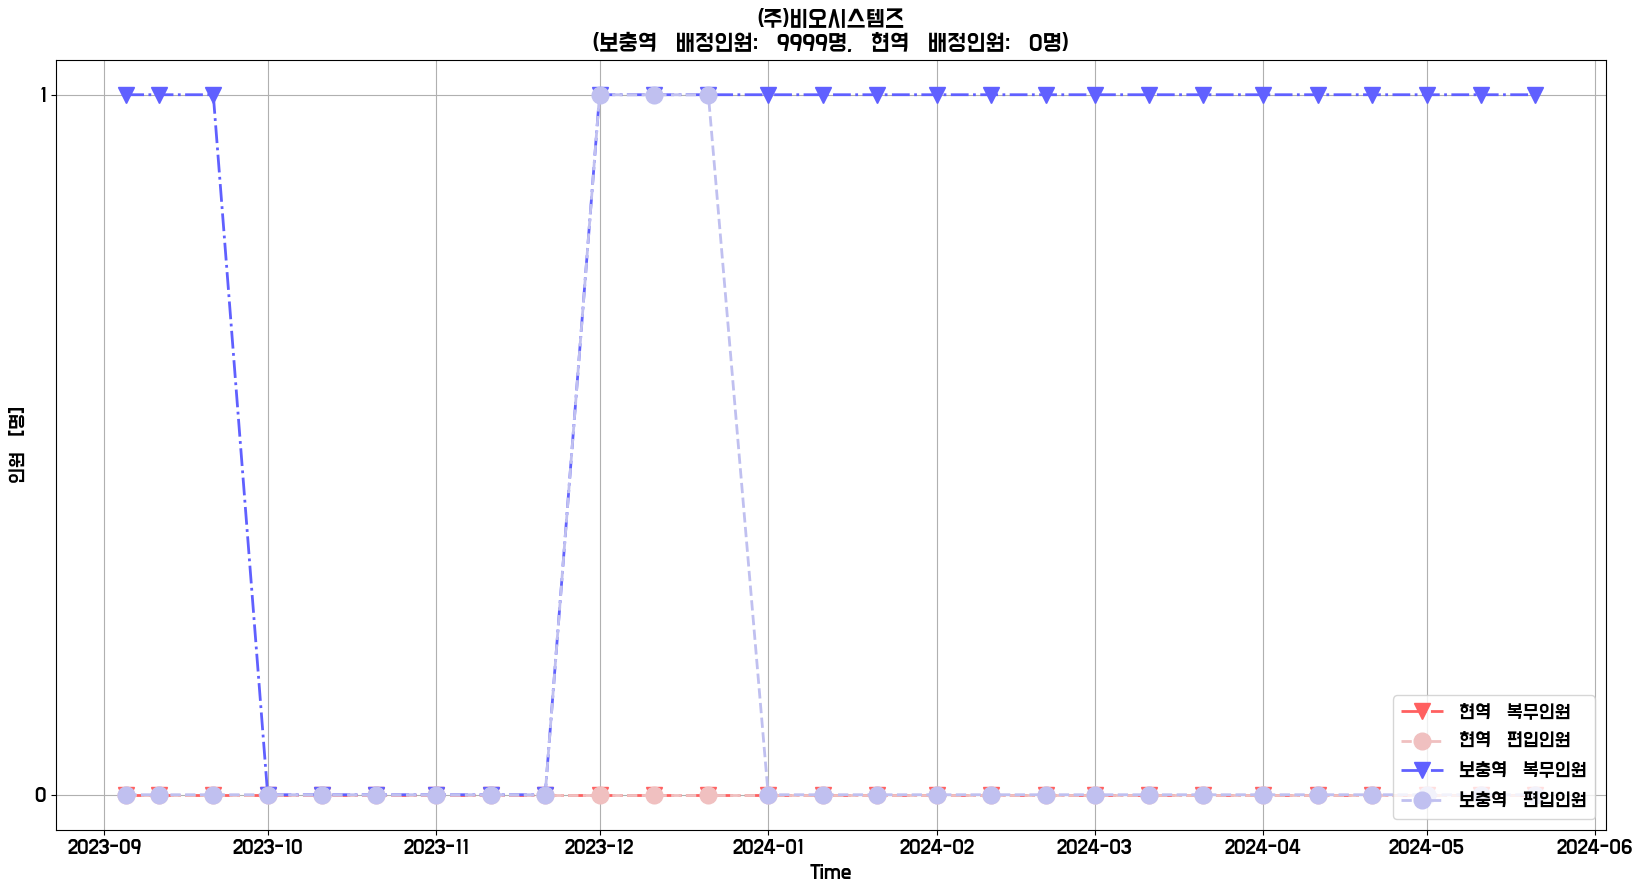 (주)비오시스템즈
(보충역 배정인원: 9999명, 현역 배정인원: 0명)
인원 [명]
1
0
현역 복무인원
현역 편입인원
보충역 복무인원
보충역 편입인원
2023-09 2023-10 2023-11 2023-12 2024-01 2024-02 2024-03 2024-04 2024-05 2024-06
Time